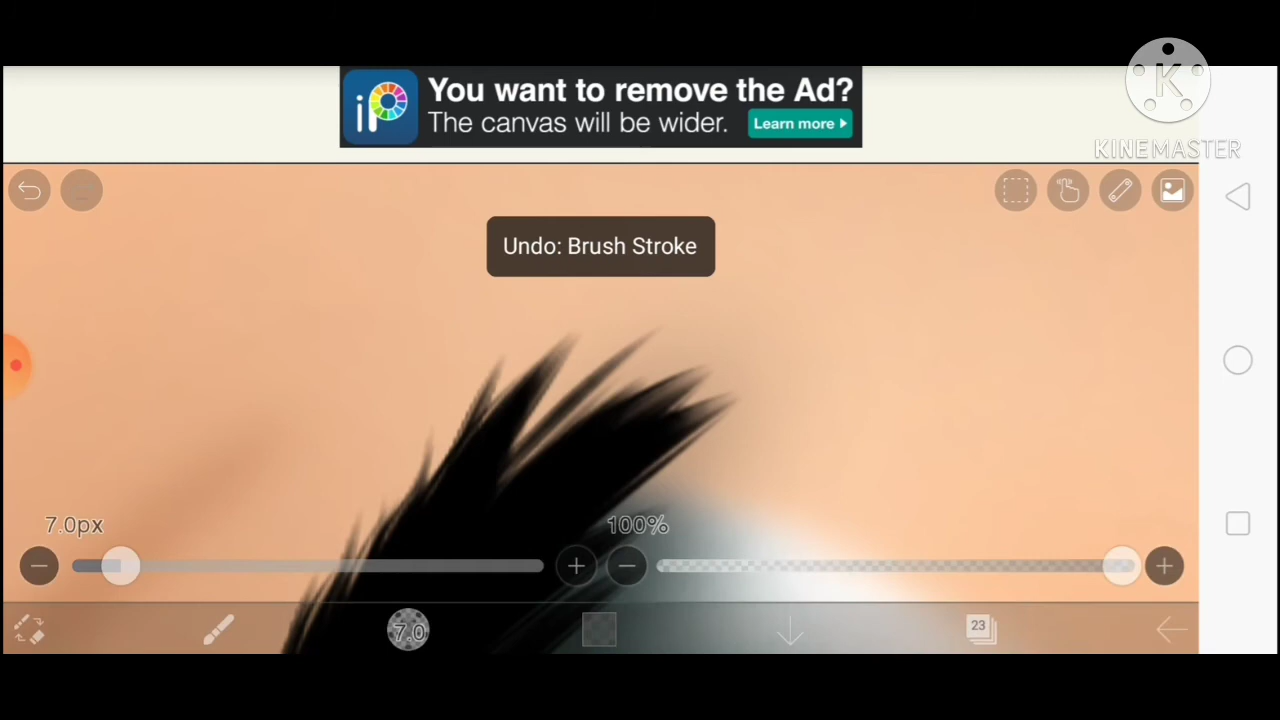 iP
You want to remove the Ad?
The canvas will be wider.
Learn more
K
KINEMASTER
Undo: Brush Stroke
7.0px
100%
7.0
23